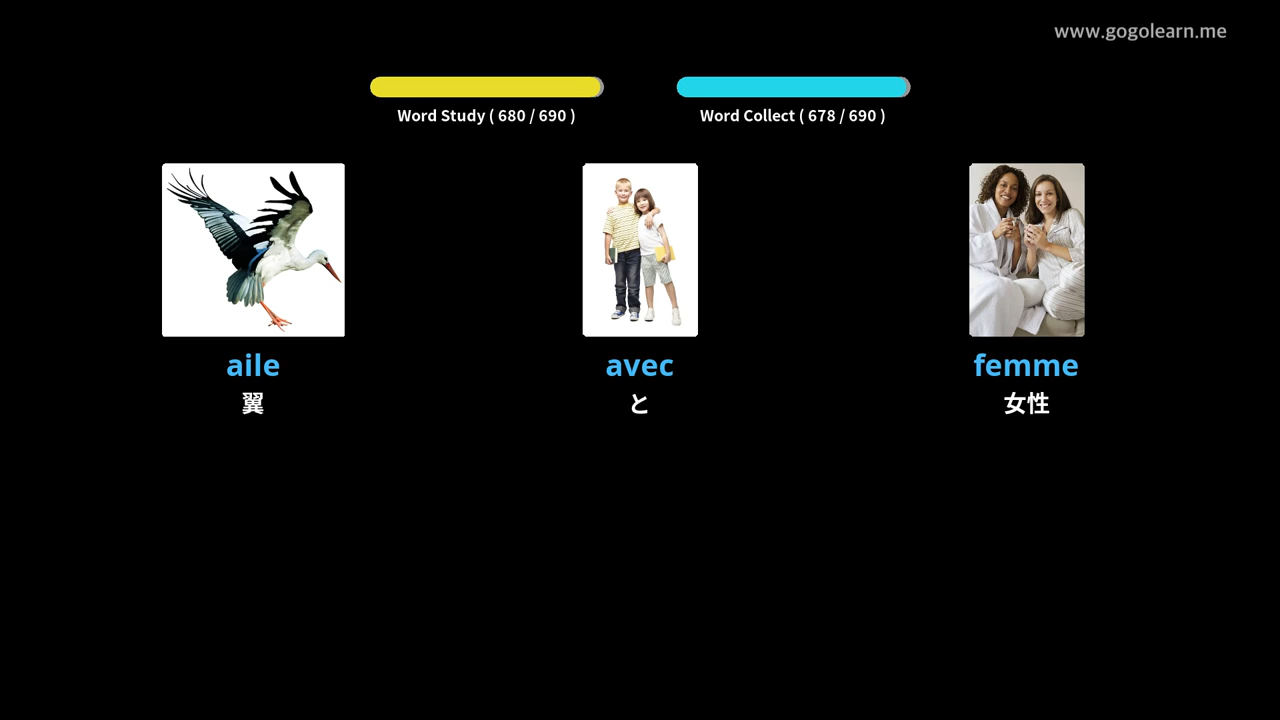 www.gogolearn.me
Word Study ( 680 / 690 )
Word Collect ( 678 / 690 )
aile
翼
avec
と
femme
女性